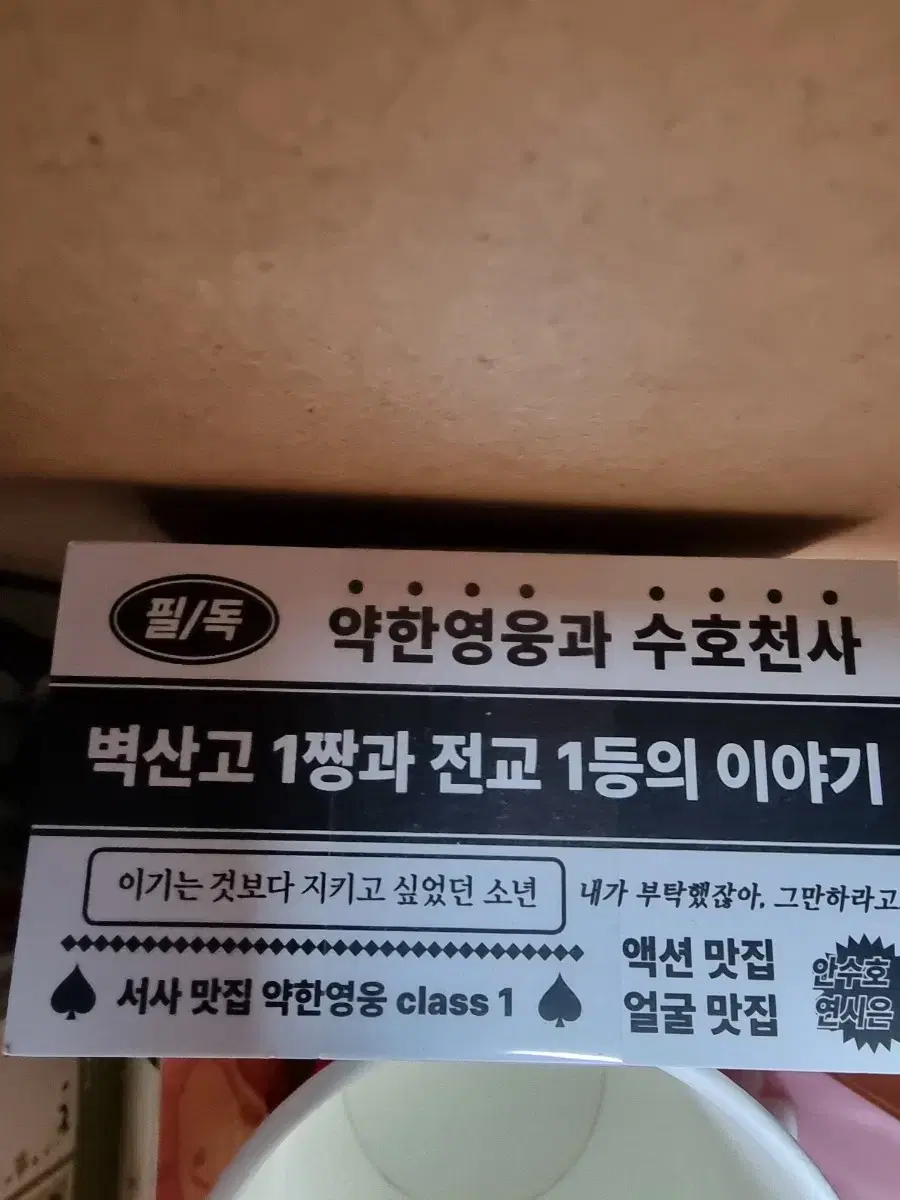 필/독
약한영웅과 수호천사
벽산고 1짱과 전교 1등의 이야기
이기는 것보다 지키고 싶었던 소년
내가 부탁했잖아, 그만하라고
서사 맛집 약한영웅 class 1
액션 맛집
얼굴 맛집
안수호
연시은